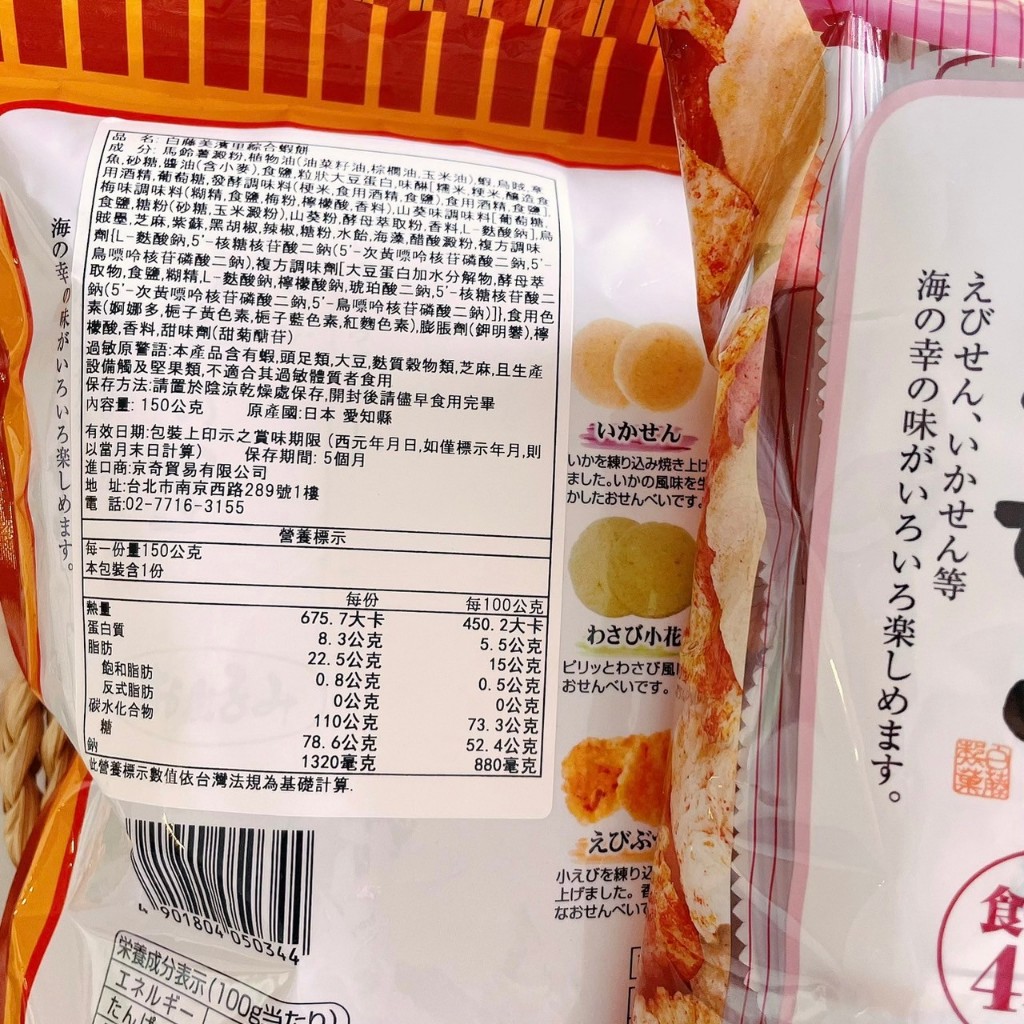 品 名:白藤美濱串綜合蝦餅
成 分:馬鈴薯澱粉,植物油(油菜籽油,棕櫚油,玉米油),蝦,烏賊,章
魚,砂糖,醬油(含小麥),食鹽,粒狀大豆蛋白,味醂[糯米,粳米,釀造食
用酒精,葡萄糖,發酵調味料(粳米,食用酒精,食鹽),食用酒精,食鹽],
梅味調味料(糊精,食鹽,梅粉,檸檬酸,香料),山葵味調味料[葡萄糖,
食鹽,糖粉(砂糖,玉米澱粉),山葵粉,酵母萃取粉,香料,L-麩酸鈉],烏
賊墨,芝麻,紫蘇,黑胡椒,辣椒,糖粉,水飴,海藻,醋酸澱粉,複方調味
劑{L-麩酸鈉,5'-核糖核苷酸二鈉(5'-次黃嘌呤核苷磷酸二鈉,5'-
鳥嘌呤核苷磷酸二鈉),複方調味劑[大豆蛋白加水分解物,酵母萃
取物,食鹽,糊精,L-麩酸鈉,檸檬酸鈉,琥珀酸二鈉,5'-核糖核苷酸二
鈉(5'-次黃嘌呤核苷磷酸二鈉,5'-鳥嘌呤核苷磷酸二鈉)]},食用色
素(婀娜多,梔子黃色素,梔子藍色素,紅麴色素),膨脹劑(鉀明礬),檸
檬酸,香料,甜味劑(甜菊醣苷)
過敏原警語:本產品含有蝦,頭足類,大豆,麩質穀物類,芝麻,且生產
設備觸及堅果類,不適合其過敏體質者食用
保存方法:請置於陰涼乾燥處保存,開封後請儘早食用完畢
內容量: 150公克 原產國:日本 愛知縣
有效日期:包裝上印示之賞味期限 (西元年月日,如僅標示年月,則
以當月末日計算) 保存期間: 5個月
進口商:京奇貿易有限公司
地 址:台北市南京西路289號1樓
電 話:02-7716-3155
營養標示
每一份量150公克
本包裝含1份
每份 每100公克
熱量 675.7大卡 450.2大卡
蛋白質 8.3公克 5.5公克
脂肪 22.5公克 15公克
飽和脂肪 0.8公克 0.5公克
反式脂肪 0公克 0公克
碳水化合物 110公克 73.3公克
糖 78.6公克 52.4公克
鈉 1320毫克 880毫克
此營養標示數值依台灣法規為基礎計算.
4 901804 050344
栄養成分表示(100g当たり)
エネルギー
たんぱ
海の幸の味がいろいろ楽しめます。
いかせん
いかを練り込み焼き上げ
ました。いかの風味を生
かしたおせんべいです。
わさび小花
ピリッとわさび風
おせんべいです。
えびぶ
小えびを練り込
上げました。香
なおせんべいで
えびせん、いかせん等
海の幸の味がいろいろ楽しめます。
白藤
製菓
食
4